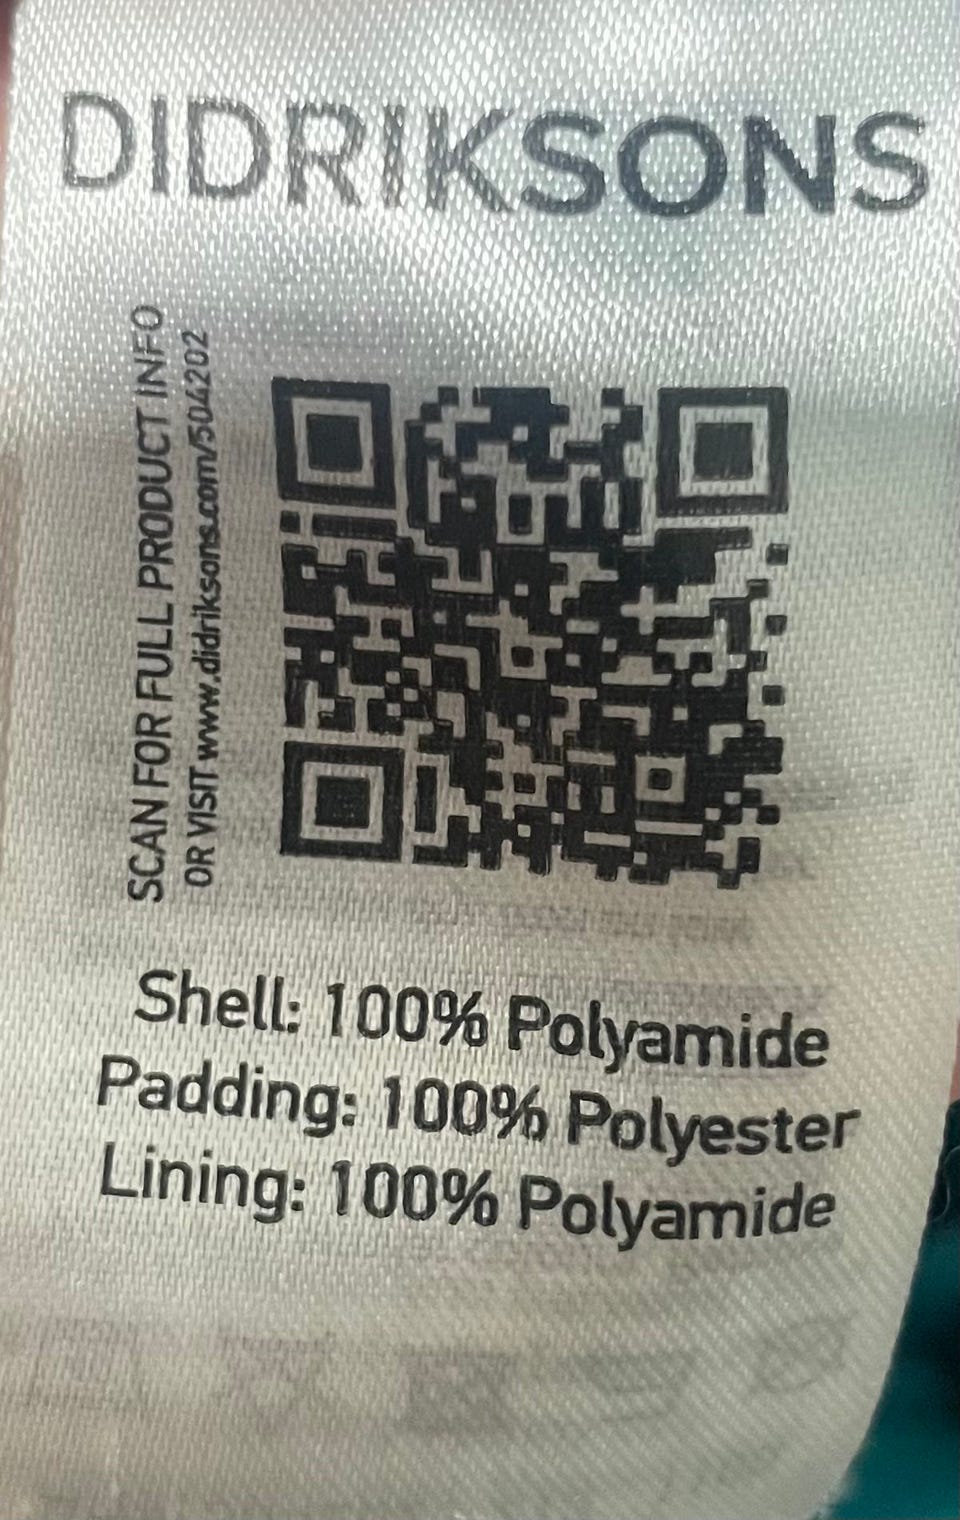 DIDRIKSONS
SCAN FOR FULL PRODUCT INFO
OR VISIT www.didriksons.com/504202
Shell: 100% Polyamide
Padding: 100% Polyester
Lining: 100% Polyamide